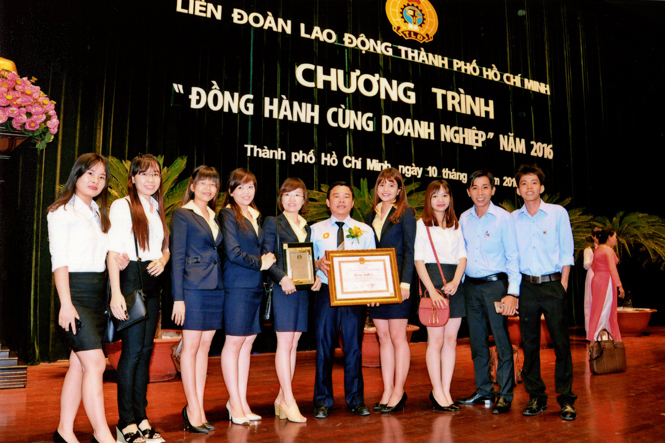 LIÊN ĐOÀN LAO ĐỘNG THÀNH PHỐ HỒ CHÍ MINH
CHƯƠNG TRÌNH
"ĐỒNG HÀNH CÙNG DOANH NGHIỆP" NĂM 2016
Thành phố Hồ Chí Minh, ngày 10 tháng